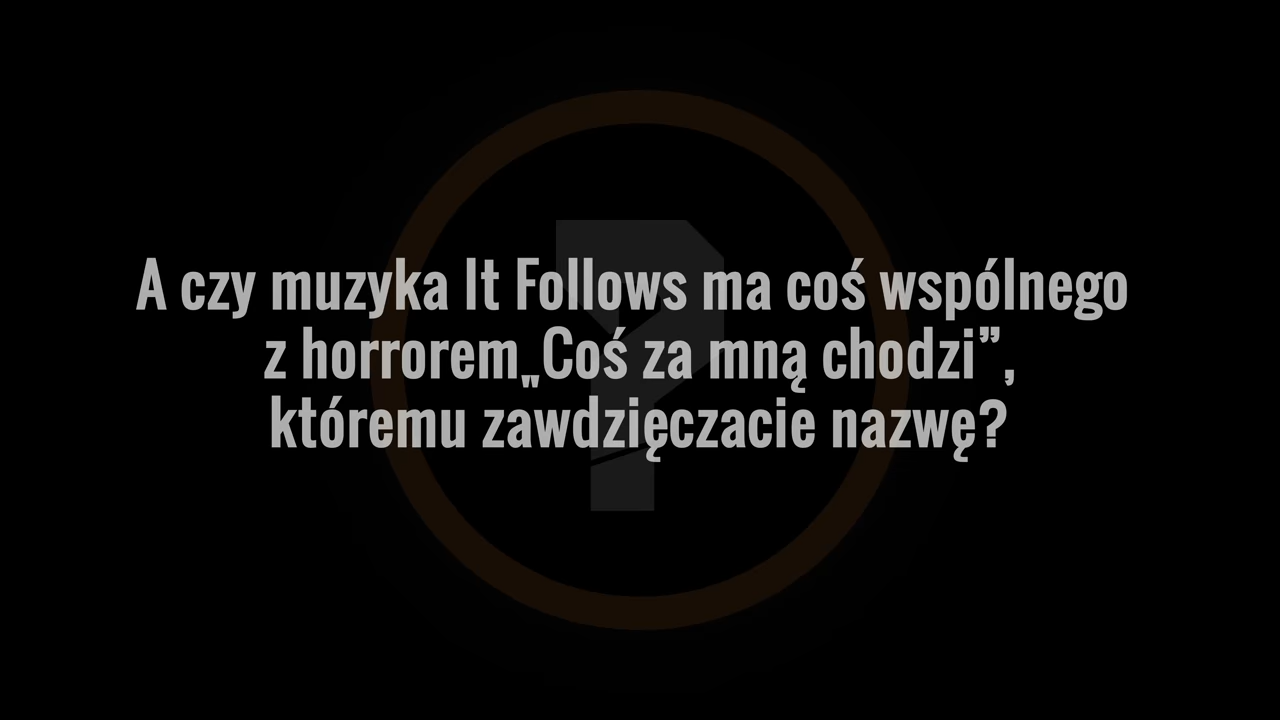 A czy muzyka It Follows ma coś wspólnego
z horrorem „Coś za mną chodzi”,
któremu zawdzięczacie nazwę?